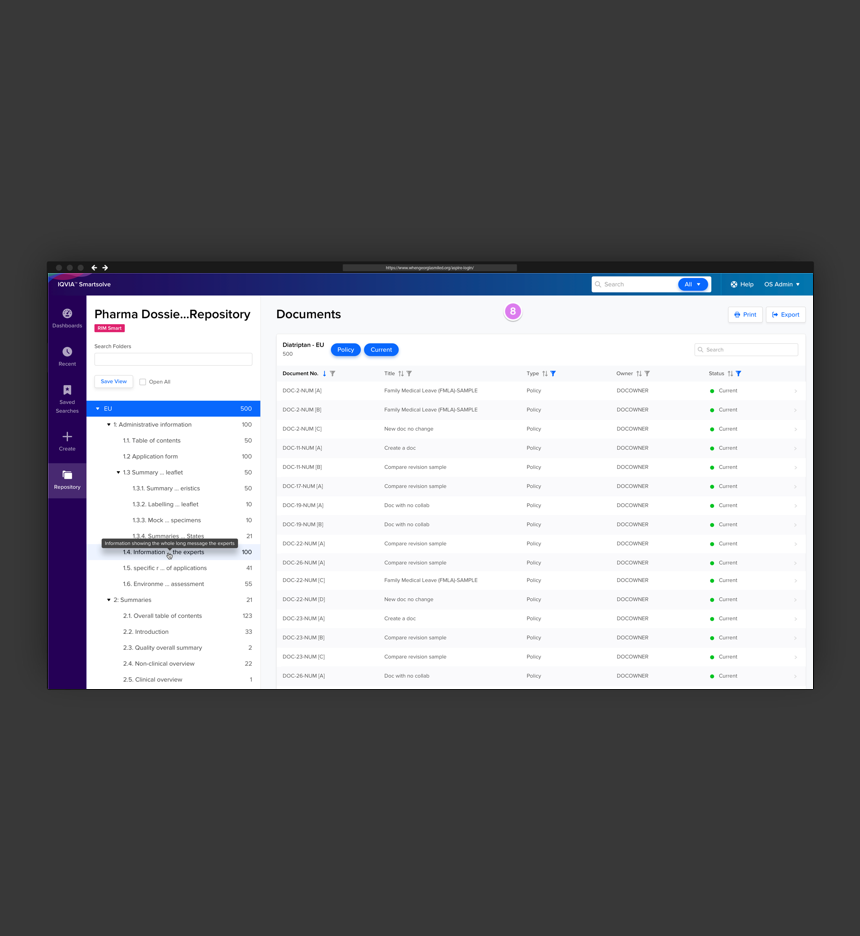 https://www.whengeorgiasmiled.org/aspire-login/
IQVIA™ Smartsolve
Search
All
Help
OS Admin
Dashboards
Recent
Saved
Searches
Create
Repository
Pharma Dossie...Repository
RIM Smart
Search Folders
Save View
Open All
EU 500
1: Administrative information 100
1.1. Table of contents 50
1.2 Application form 100
1.3 Summary ... leaflet 50
1.3.1. Summary ... eristics 50
1.3.2. Labelling ... leaflet 10
1.3.3. Mock ... specimens 10
1.3.4. Summaries ... States 21
Information showing the whole long message the experts
1.4. Information ... the experts 100
1.5. specific r ... of applications 41
1.6. Environme ... assessment 55
2: Summaries 21
2.1. Overall table of contents 123
2.2. Introduction 33
2.3. Quality overall summary 2
2.4. Non-clinical overview 22
2.5. Clinical overview 1
Documents
8
Print
Export
Diatriptan - EU
500
Policy
Current
Search
Document No. Title Type Owner Status
DOC-2-NUM [A] Family Medical Leave (FMLA)-SAMPLE Policy DOCOWNER Current
DOC-2-NUM [B] Family Medical Leave (FMLA)-SAMPLE Policy DOCOWNER Current
DOC-2-NUM [C] New doc no change Policy DOCOWNER Current
DOC-11-NUM [A] Create a doc Policy DOCOWNER Current
DOC-11-NUM [B] Compare revision sample Policy DOCOWNER Current
DOC-17-NUM [A] Compare revision sample Policy DOCOWNER Current
DOC-19-NUM [A] Doc with no collab Policy DOCOWNER Current
DOC-19-NUM [B] Doc with no collab Policy DOCOWNER Current
DOC-22-NUM [A] Compare revision sample Policy DOCOWNER Current
DOC-26-NUM [A] Compare revision sample Policy DOCOWNER Current
DOC-22-NUM [C] Family Medical Leave (FMLA)-SAMPLE Policy DOCOWNER Current
DOC-22-NUM [D] New doc no change Policy DOCOWNER Current
DOC-23-NUM [A] Create a doc Policy DOCOWNER Current
DOC-23-NUM [B] Compare revision sample Policy DOCOWNER Current
DOC-23-NUM [C] Compare revision sample Policy DOCOWNER Current
DOC-26-NUM [A] Doc with no collab Policy DOCOWNER Current